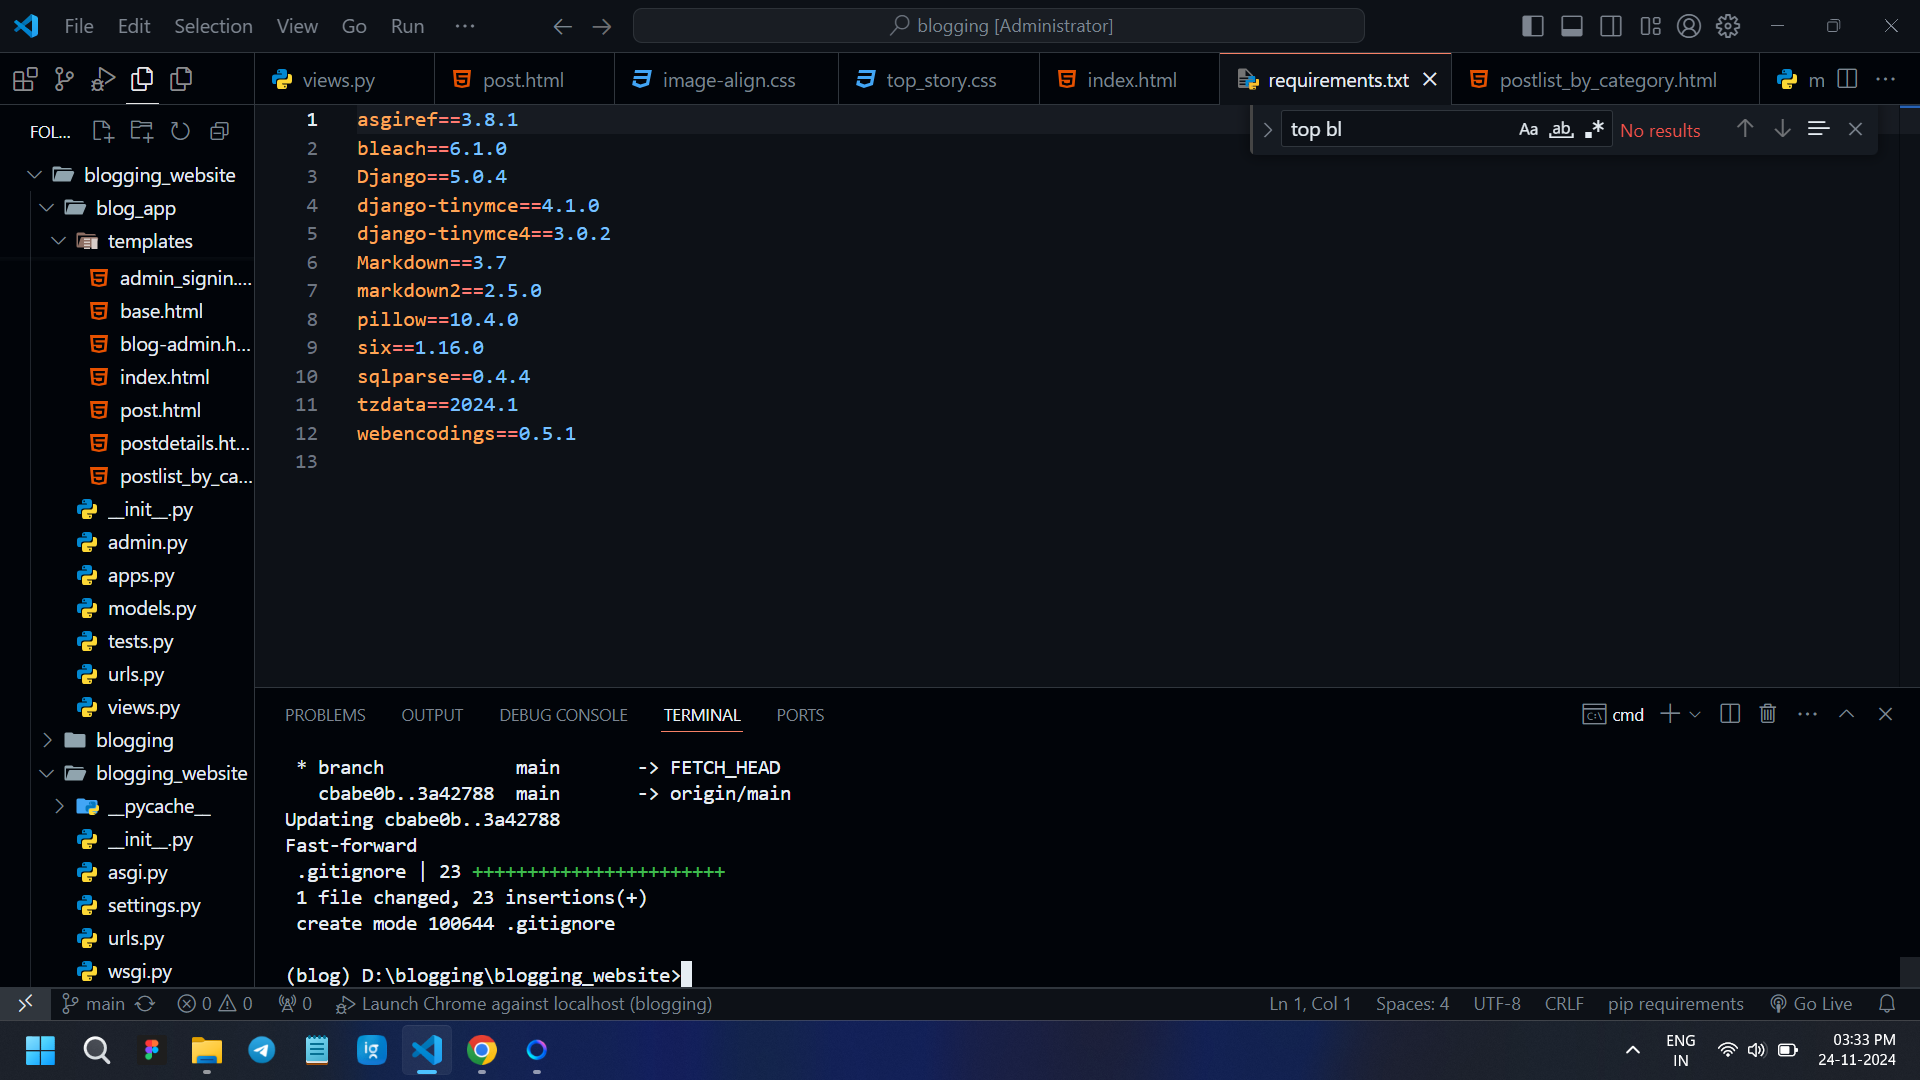 File Edit Selection View Go Run ··· blogging [Administrator]
views.py post.html image-align.css top_story.css index.html requirements.txt postlist_by_category.html m
FOL...
blogging_website
blog_app
templates
admin_signin....
base.html
blog-admin.h...
index.html
post.html
postdetails.ht...
postlist_by_ca...
__init__.py
admin.py
apps.py
models.py
tests.py
urls.py
views.py
blogging
blogging_website
__pycache__
__init__.py
asgi.py
settings.py
urls.py
wsgi.py
top bl Aa ab .* No results
1 asgiref==3.8.1
2 bleach==6.1.0
3 Django==5.0.4
4 django-tinymce==4.1.0
5 django-tinymce4==3.0.2
6 Markdown==3.7
7 markdown2==2.5.0
8 pillow==10.4.0
9 six==1.16.0
10 sqlparse==0.4.4
11 tzdata==2024.1
12 webencodings==0.5.1
13
PROBLEMS OUTPUT DEBUG CONSOLE TERMINAL PORTS cmd
* branch main -> FETCH_HEAD
cbabe0b..3a42788 main -> origin/main
Updating cbabe0b..3a42788
Fast-forward
.gitignore | 23 +++++++++++++++++++++++
1 file changed, 23 insertions(+)
create mode 100644 .gitignore
(blog) D:\blogging\blogging_website>
main 0 0 0 Launch Chrome against localhost (blogging) Ln 1, Col 1 Spaces: 4 UTF-8 CRLF pip requirements Go Live
ig
ENG
IN
03:33 PM
24-11-2024